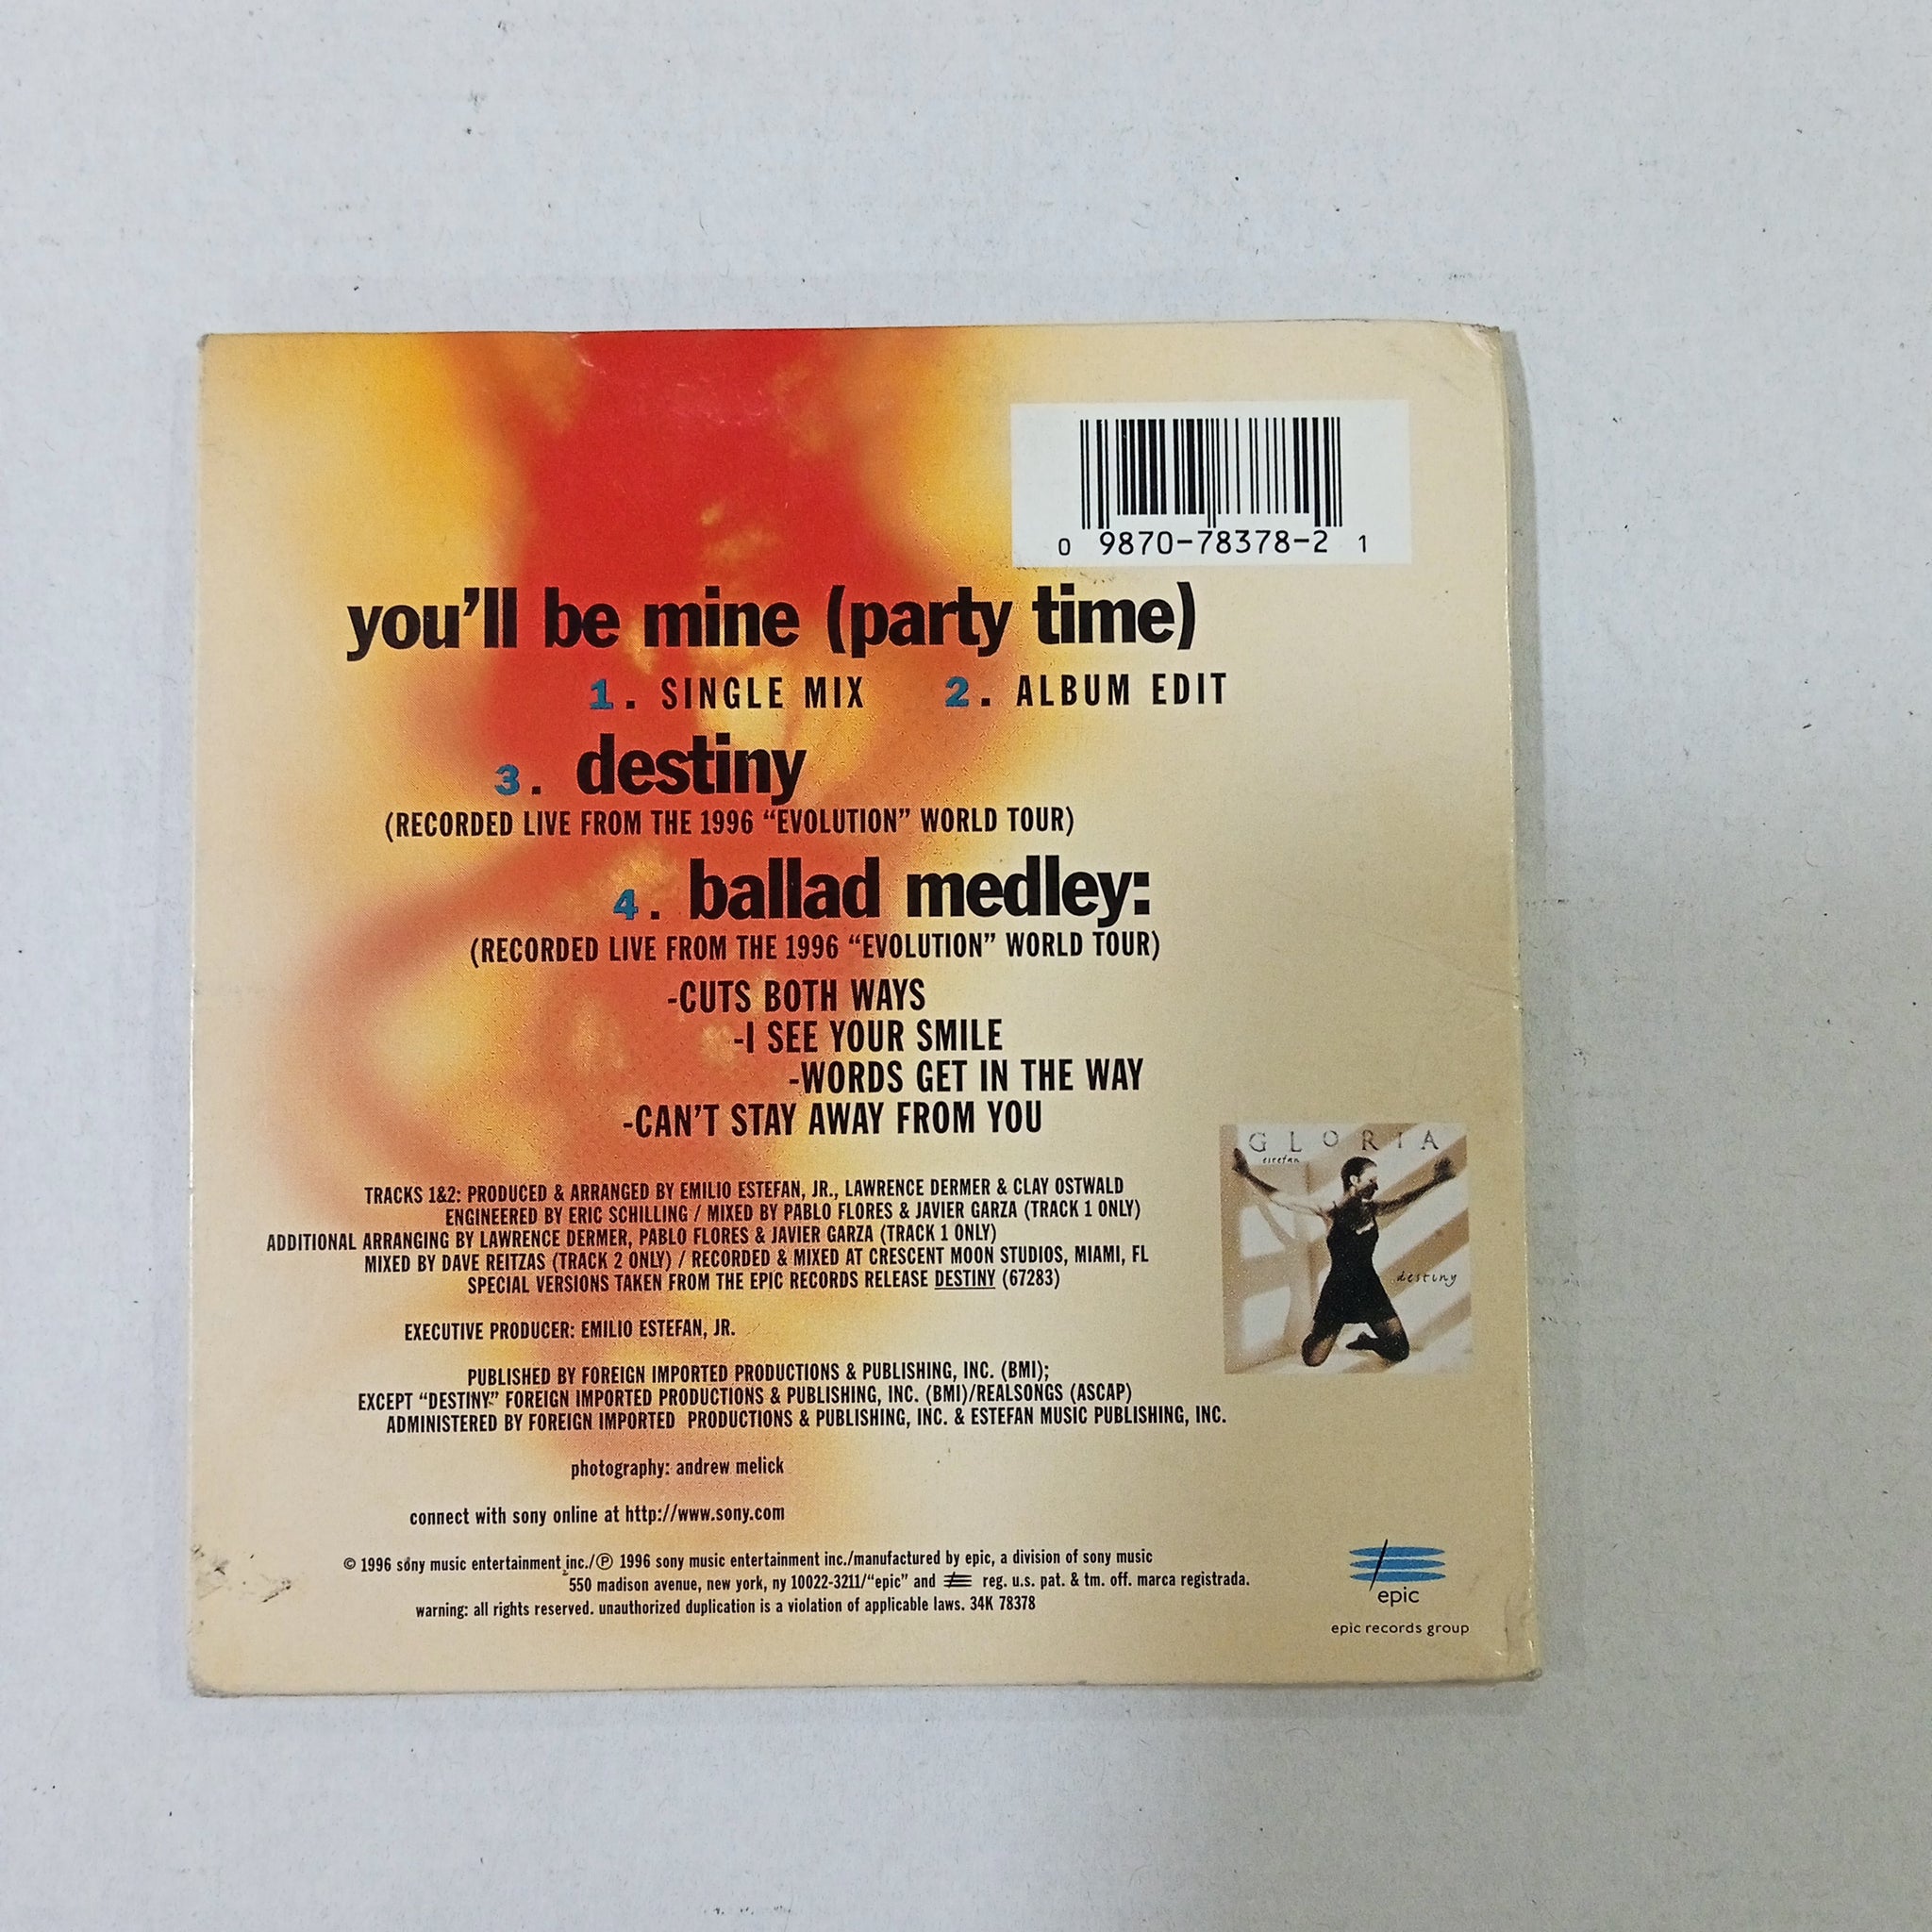 0 9870-78378-2 1
you'll be mine (party time)
1. SINGLE MIX 2. ALBUM EDIT
3. destiny
(RECORDED LIVE FROM THE 1996 “EVOLUTION” WORLD TOUR)
4. ballad medley:
(RECORDED LIVE FROM THE 1996 “EVOLUTION” WORLD TOUR)
-CUTS BOTH WAYS
-I SEE YOUR SMILE
-WORDS GET IN THE WAY
-CAN'T STAY AWAY FROM YOU
GLORIA
estefan
destiny
TRACKS 1&2: PRODUCED & ARRANGED BY EMILIO ESTEFAN, JR., LAWRENCE DERMER & CLAY OSTWALD
ENGINEERED BY ERIC SCHILLING / MIXED BY PABLO FLORES & JAVIER GARZA (TRACK 1 ONLY)
ADDITIONAL ARRANGING BY LAWRENCE DERMER, PABLO FLORES & JAVIER GARZA (TRACK 1 ONLY)
MIXED BY DAVE REITZAS (TRACK 2 ONLY) / RECORDED & MIXED AT CRESCENT MOON STUDIOS, MIAMI, FL
SPECIAL VERSIONS TAKEN FROM THE EPIC RECORDS RELEASE DESTINY (67283)
EXECUTIVE PRODUCER: EMILIO ESTEFAN, JR.
PUBLISHED BY FOREIGN IMPORTED PRODUCTIONS & PUBLISHING, INC. (BMI);
EXCEPT “DESTINY” FOREIGN IMPORTED PRODUCTIONS & PUBLISHING, INC. (BMI)/REALSONGS (ASCAP)
ADMINISTERED BY FOREIGN IMPORTED PRODUCTIONS & PUBLISHING, INC. & ESTEFAN MUSIC PUBLISHING, INC.
photography: andrew melick
connect with sony online at http://www.sony.com
© 1996 sony music entertainment inc./℗ 1996 sony music entertainment inc./manufactured by epic, a division of sony music
550 madison avenue, new york, ny 10022-3211/“epic” and reg. u.s. pat. & tm. off. marca registrada.
warning: all rights reserved. unauthorized duplication is a violation of applicable laws. 34K 78378
epic
epic records group